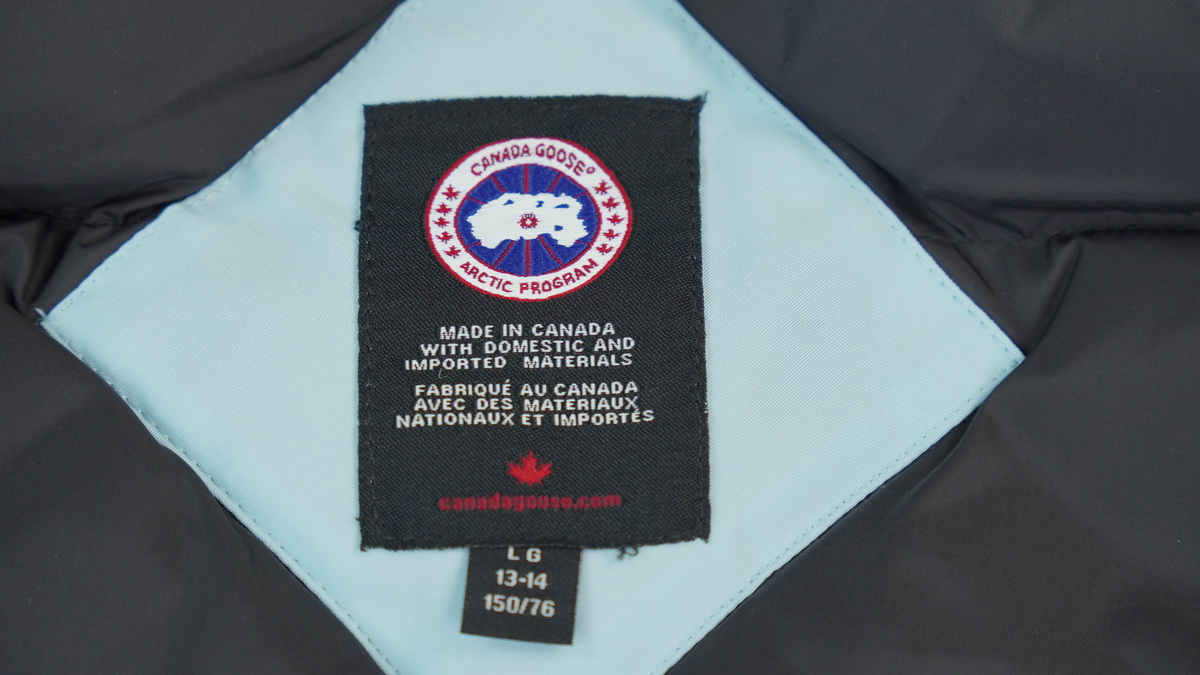 CANADA GOOSE®
ARCTIC PROGRAM
MADE IN CANADA
WITH DOMESTIC AND
IMPORTED MATERIALS
FABRIQUÉ AU CANADA
AVEC DES MATERIAUX
NATIONAUX ET IMPORTÉS
canadagoose.com
LG
13-14
150/76